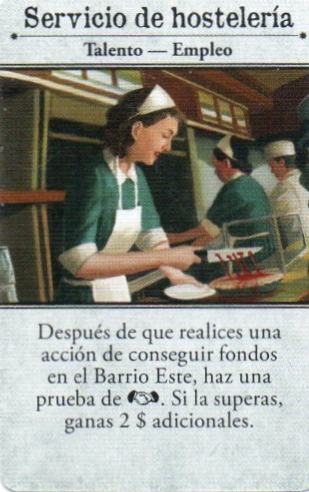 Servicio de hostelería
Talento — Empleo
Después de que realices una
acción de conseguir fondos
en el Barrio Este, haz una
prueba de . Si la superas,
ganas 2 $ adicionales.